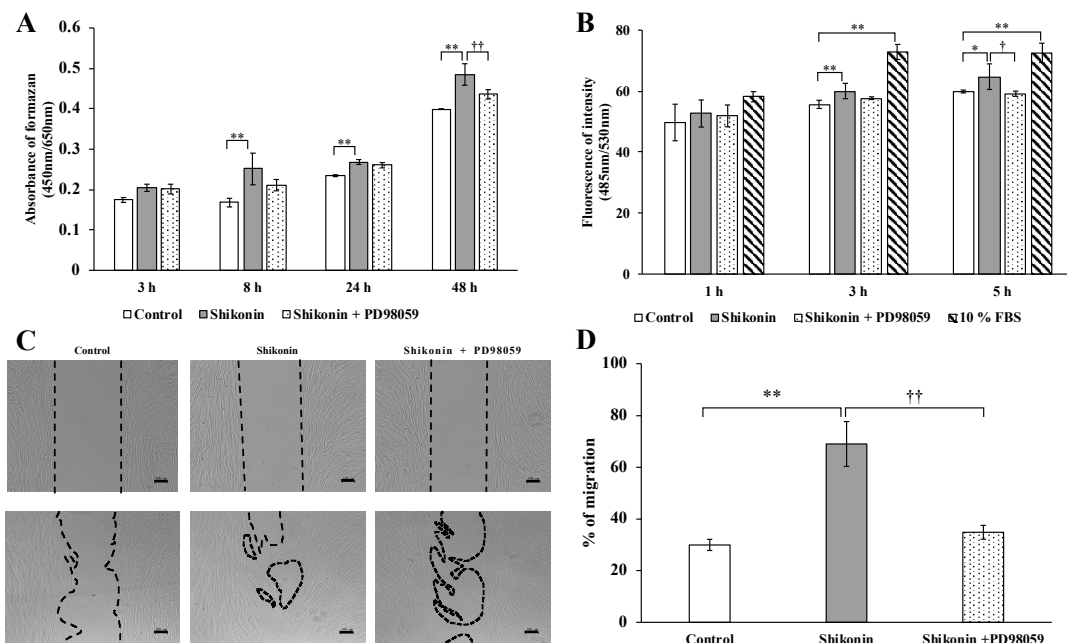 A
0.6
0.5
0.4
0.3
0.2
0.1
0
Absorbance of formazan
(450nm/650nm)
**
**
**
††
3 h
8 h
24 h
48 h
Control
Shikonin
Shikonin + PD98059
B
80
60
40
20
0
Fluorescence of intensity
(485nm/530nm)
**
**
**
*
†
1 h
3 h
5 h
Control
Shikonin
Shikonin + PD98059
10 % FBS
C
Control
Shikonin
Shikonin + PD98059
D
100
80
60
40
20
0
% of migration
**
††
Control
Shikonin
Shikonin +PD98059